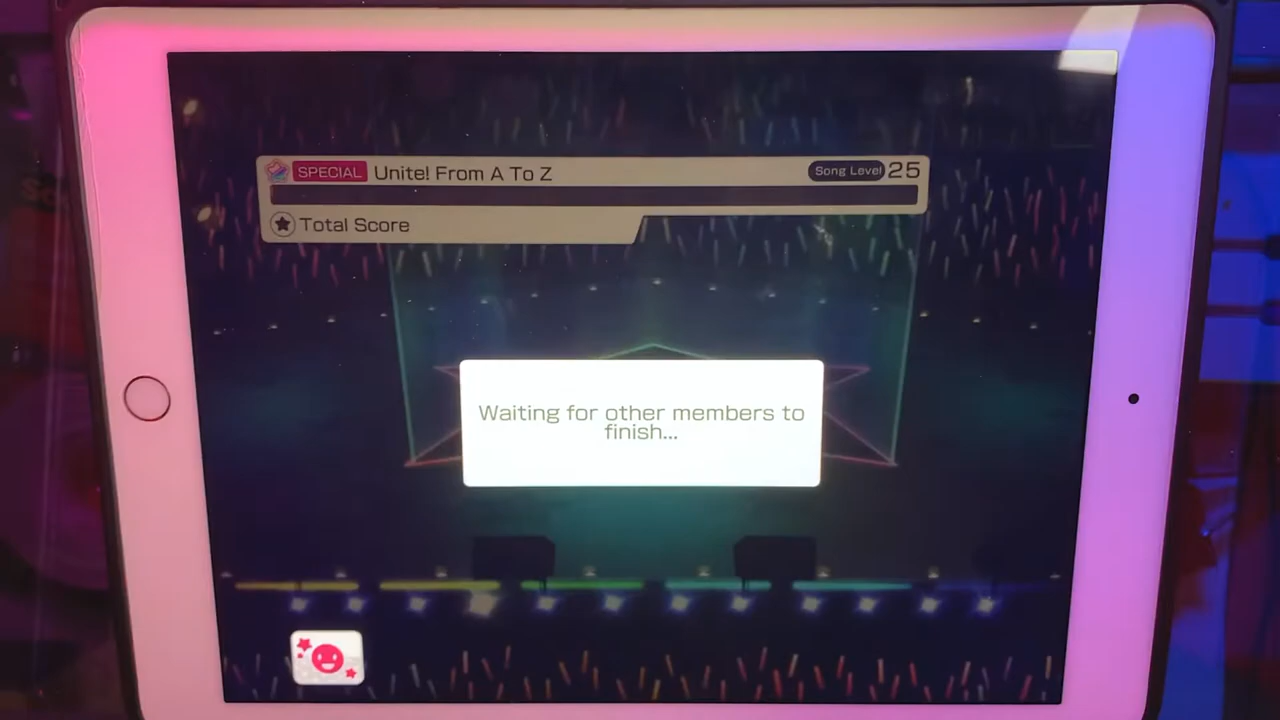 SPECIAL Unite! From A To Z Song Level 25
Total Score
Waiting for other members to
finish...